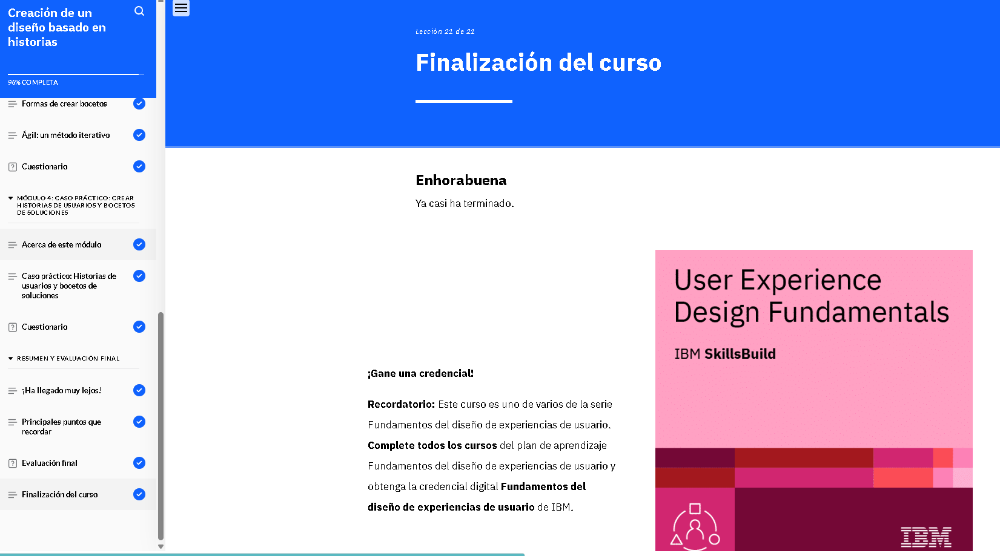 Creación de un
diseño basado en
historias
96% COMPLETA
Formas de crear bocetos
Ágil: un método iterativo
Cuestionario
MÓDULO 4: CASO PRÁCTICO: CREAR
HISTORIAS DE USUARIOS Y BOCETOS
DE SOLUCIONES
Acerca de este módulo
Caso práctico: Historias de
usuarios y bocetos de
soluciones
Cuestionario
RESUMEN Y EVALUACIÓN FINAL
¡Ha llegado muy lejos!
Principales puntos que
recordar
Evaluación final
Finalización del curso
Lección 21 de 21
Finalización del curso
Enhorabuena
Ya casi ha terminado.
¡Gane una credencial!
Recordatorio: Este curso es uno de varios de la serie
Fundamentos del diseño de experiencias de usuario.
Complete todos los cursos del plan de aprendizaje
Fundamentos del diseño de experiencias de usuario y
obtenga la credencial digital Fundamentos del
diseño de experiencias de usuario de IBM.
User Experience
Design Fundamentals
IBM SkillsBuild
IBM